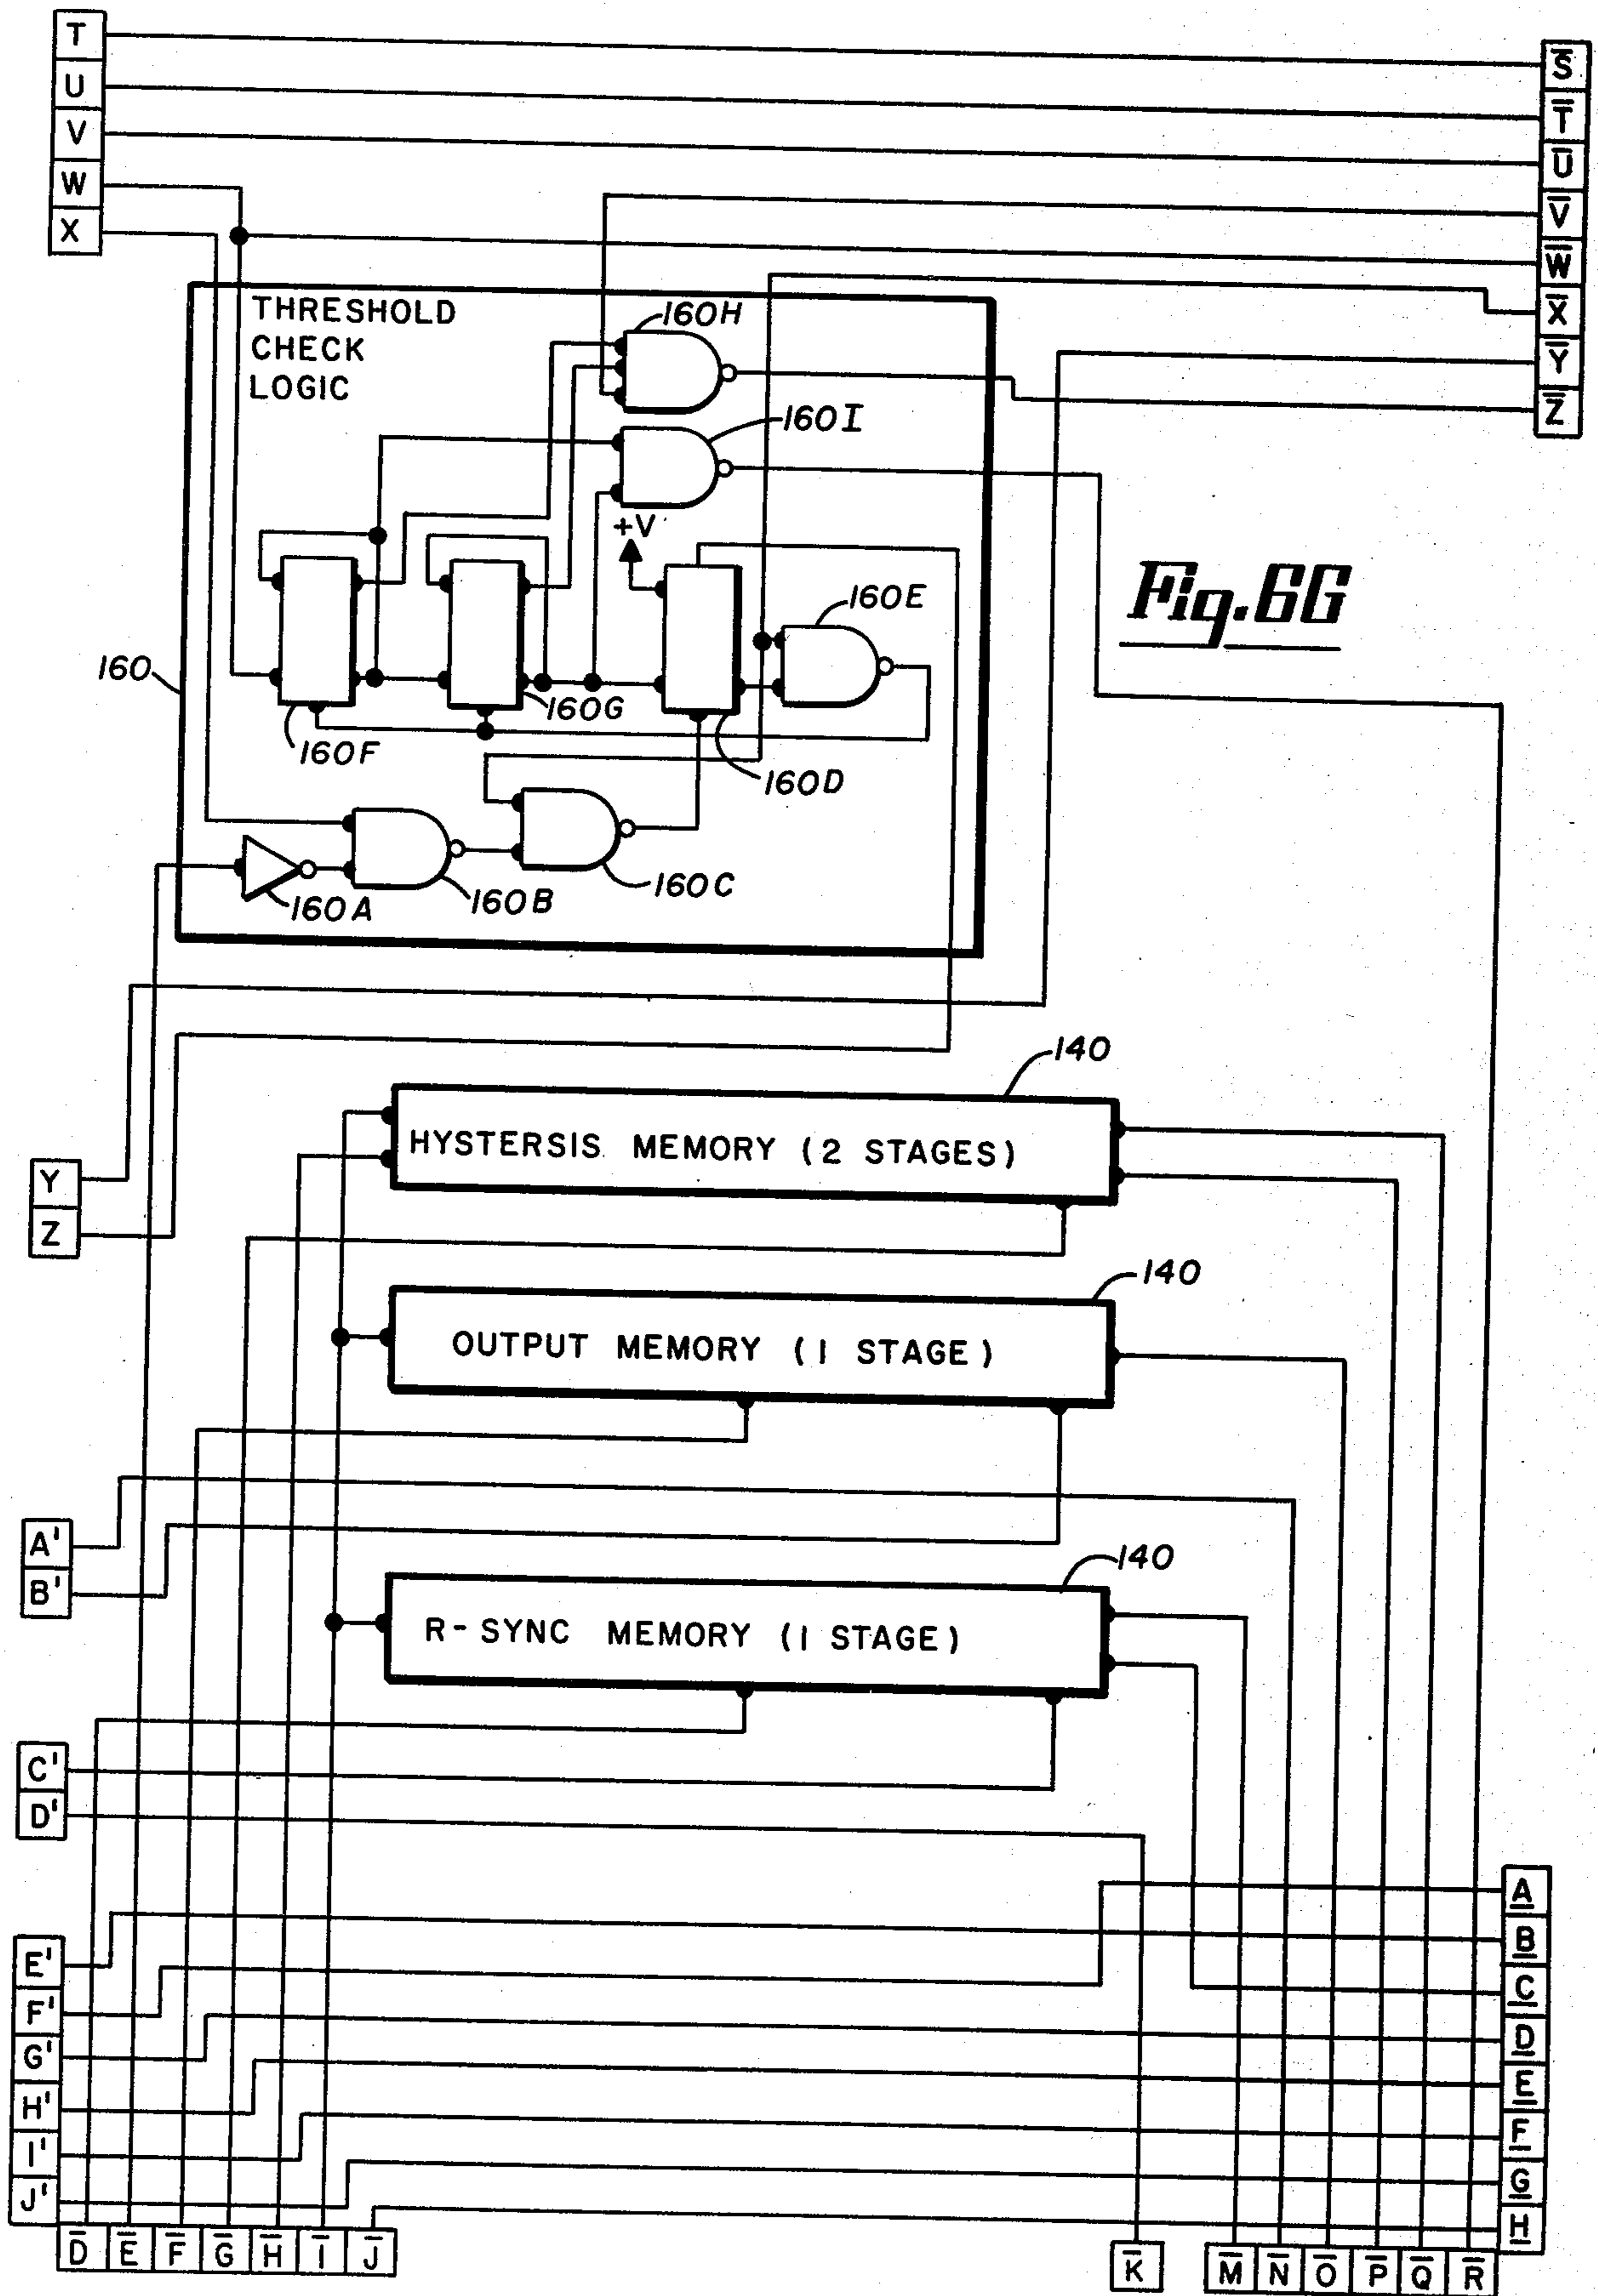 T
U
V
W
X
S̅
T̅
U̅
V̅
W̅
X̅
Y̅
Z̅
THRESHOLD
CHECK
LOGIC
160H
160I
+V
160E
Fig. 6G
160
160G
160F
160D
160C
160A
160B
140
HYSTERSIS MEMORY (2 STAGES)
Y
Z
140
OUTPUT MEMORY (1 STAGE)
A'
B'
140
R-SYNC MEMORY (1 STAGE)
C'
D'
A̲
B̲
C̲
D̲
E̲
F̲
G̲
H̲
E'
F'
G'
H'
I'
J'
D̅ E̅ F̅ G̅ H̅ I̅ J̅
K̅
M̅ N̅ O̅ P̅ Q̅ R̅